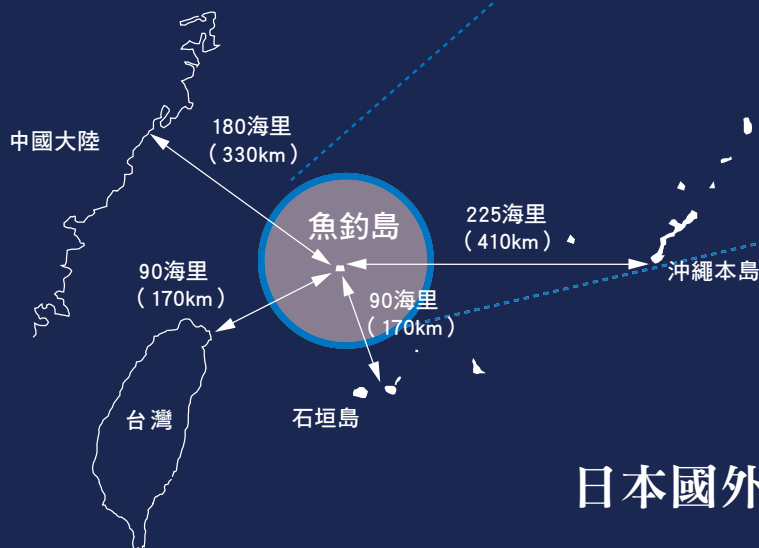 中國大陸
180海里
（330km）
魚釣島
225海里
（410km）
沖繩本島
90海里
（170km）
90海里
（170km）
台灣
石垣島
日本國外